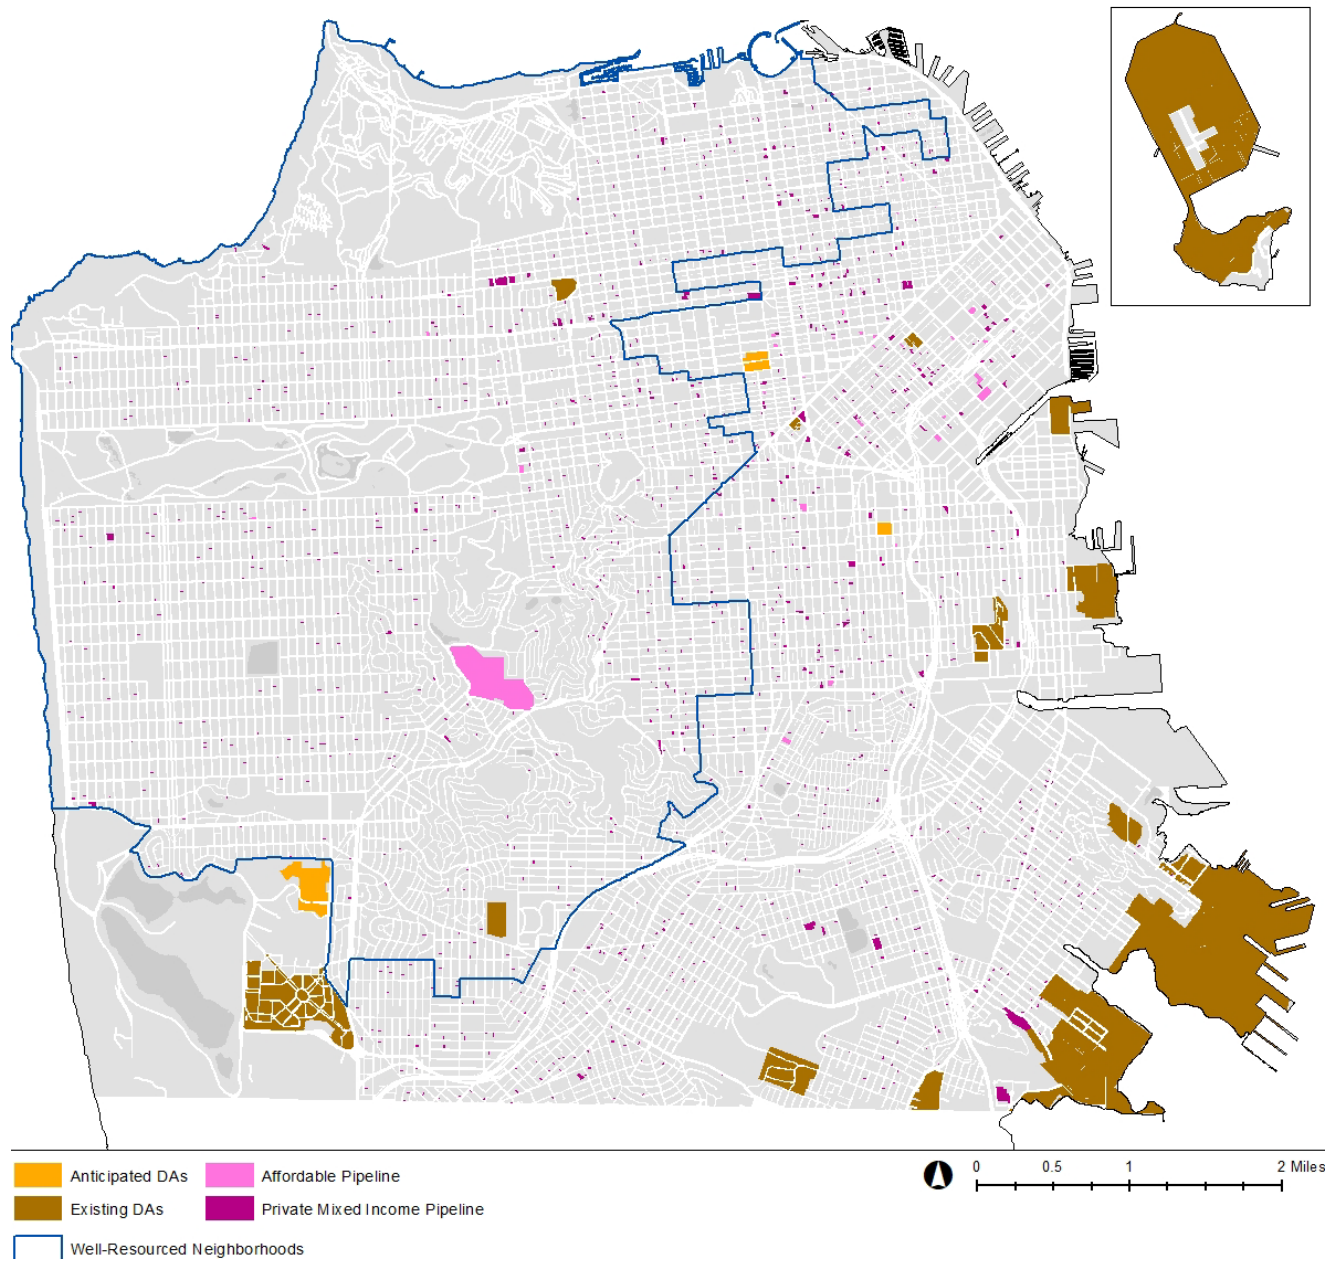 Anticipated DAs
Affordable Pipeline
Existing DAs
Private Mixed Income Pipeline
Well-Resourced Neighborhoods
0 0.5 1 2 Miles